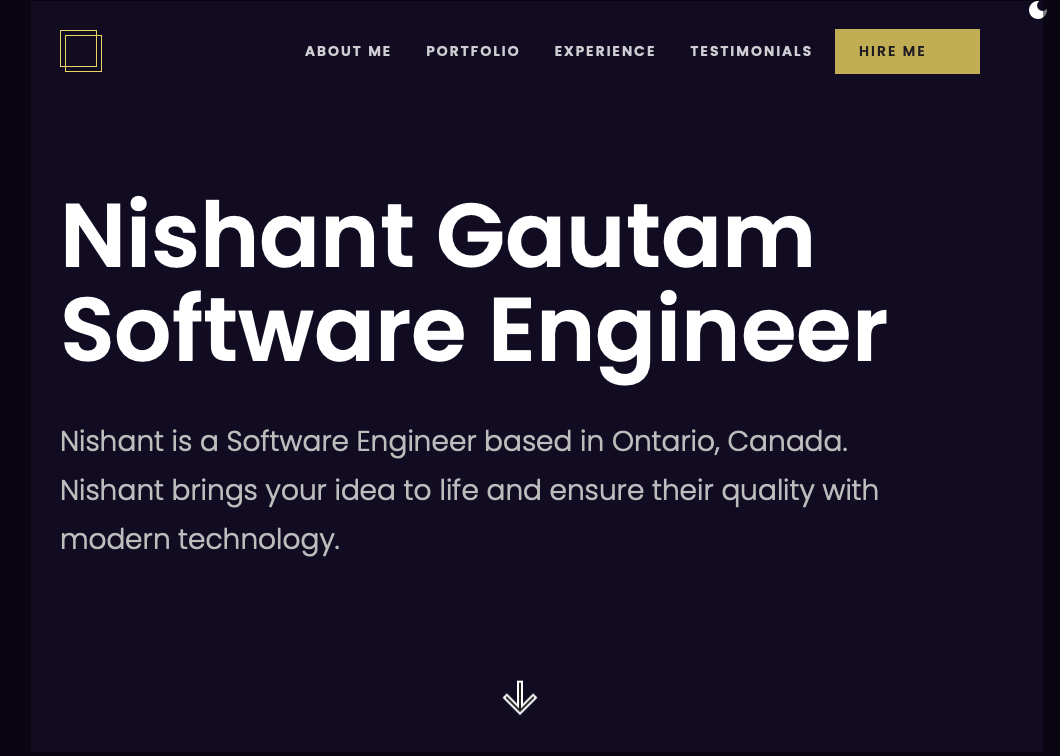 ABOUT ME PORTFOLIO EXPERIENCE TESTIMONIALS HIRE ME
Nishant Gautam
Software Engineer
Nishant is a Software Engineer based in Ontario, Canada.
Nishant brings your idea to life and ensure their quality with
modern technology.